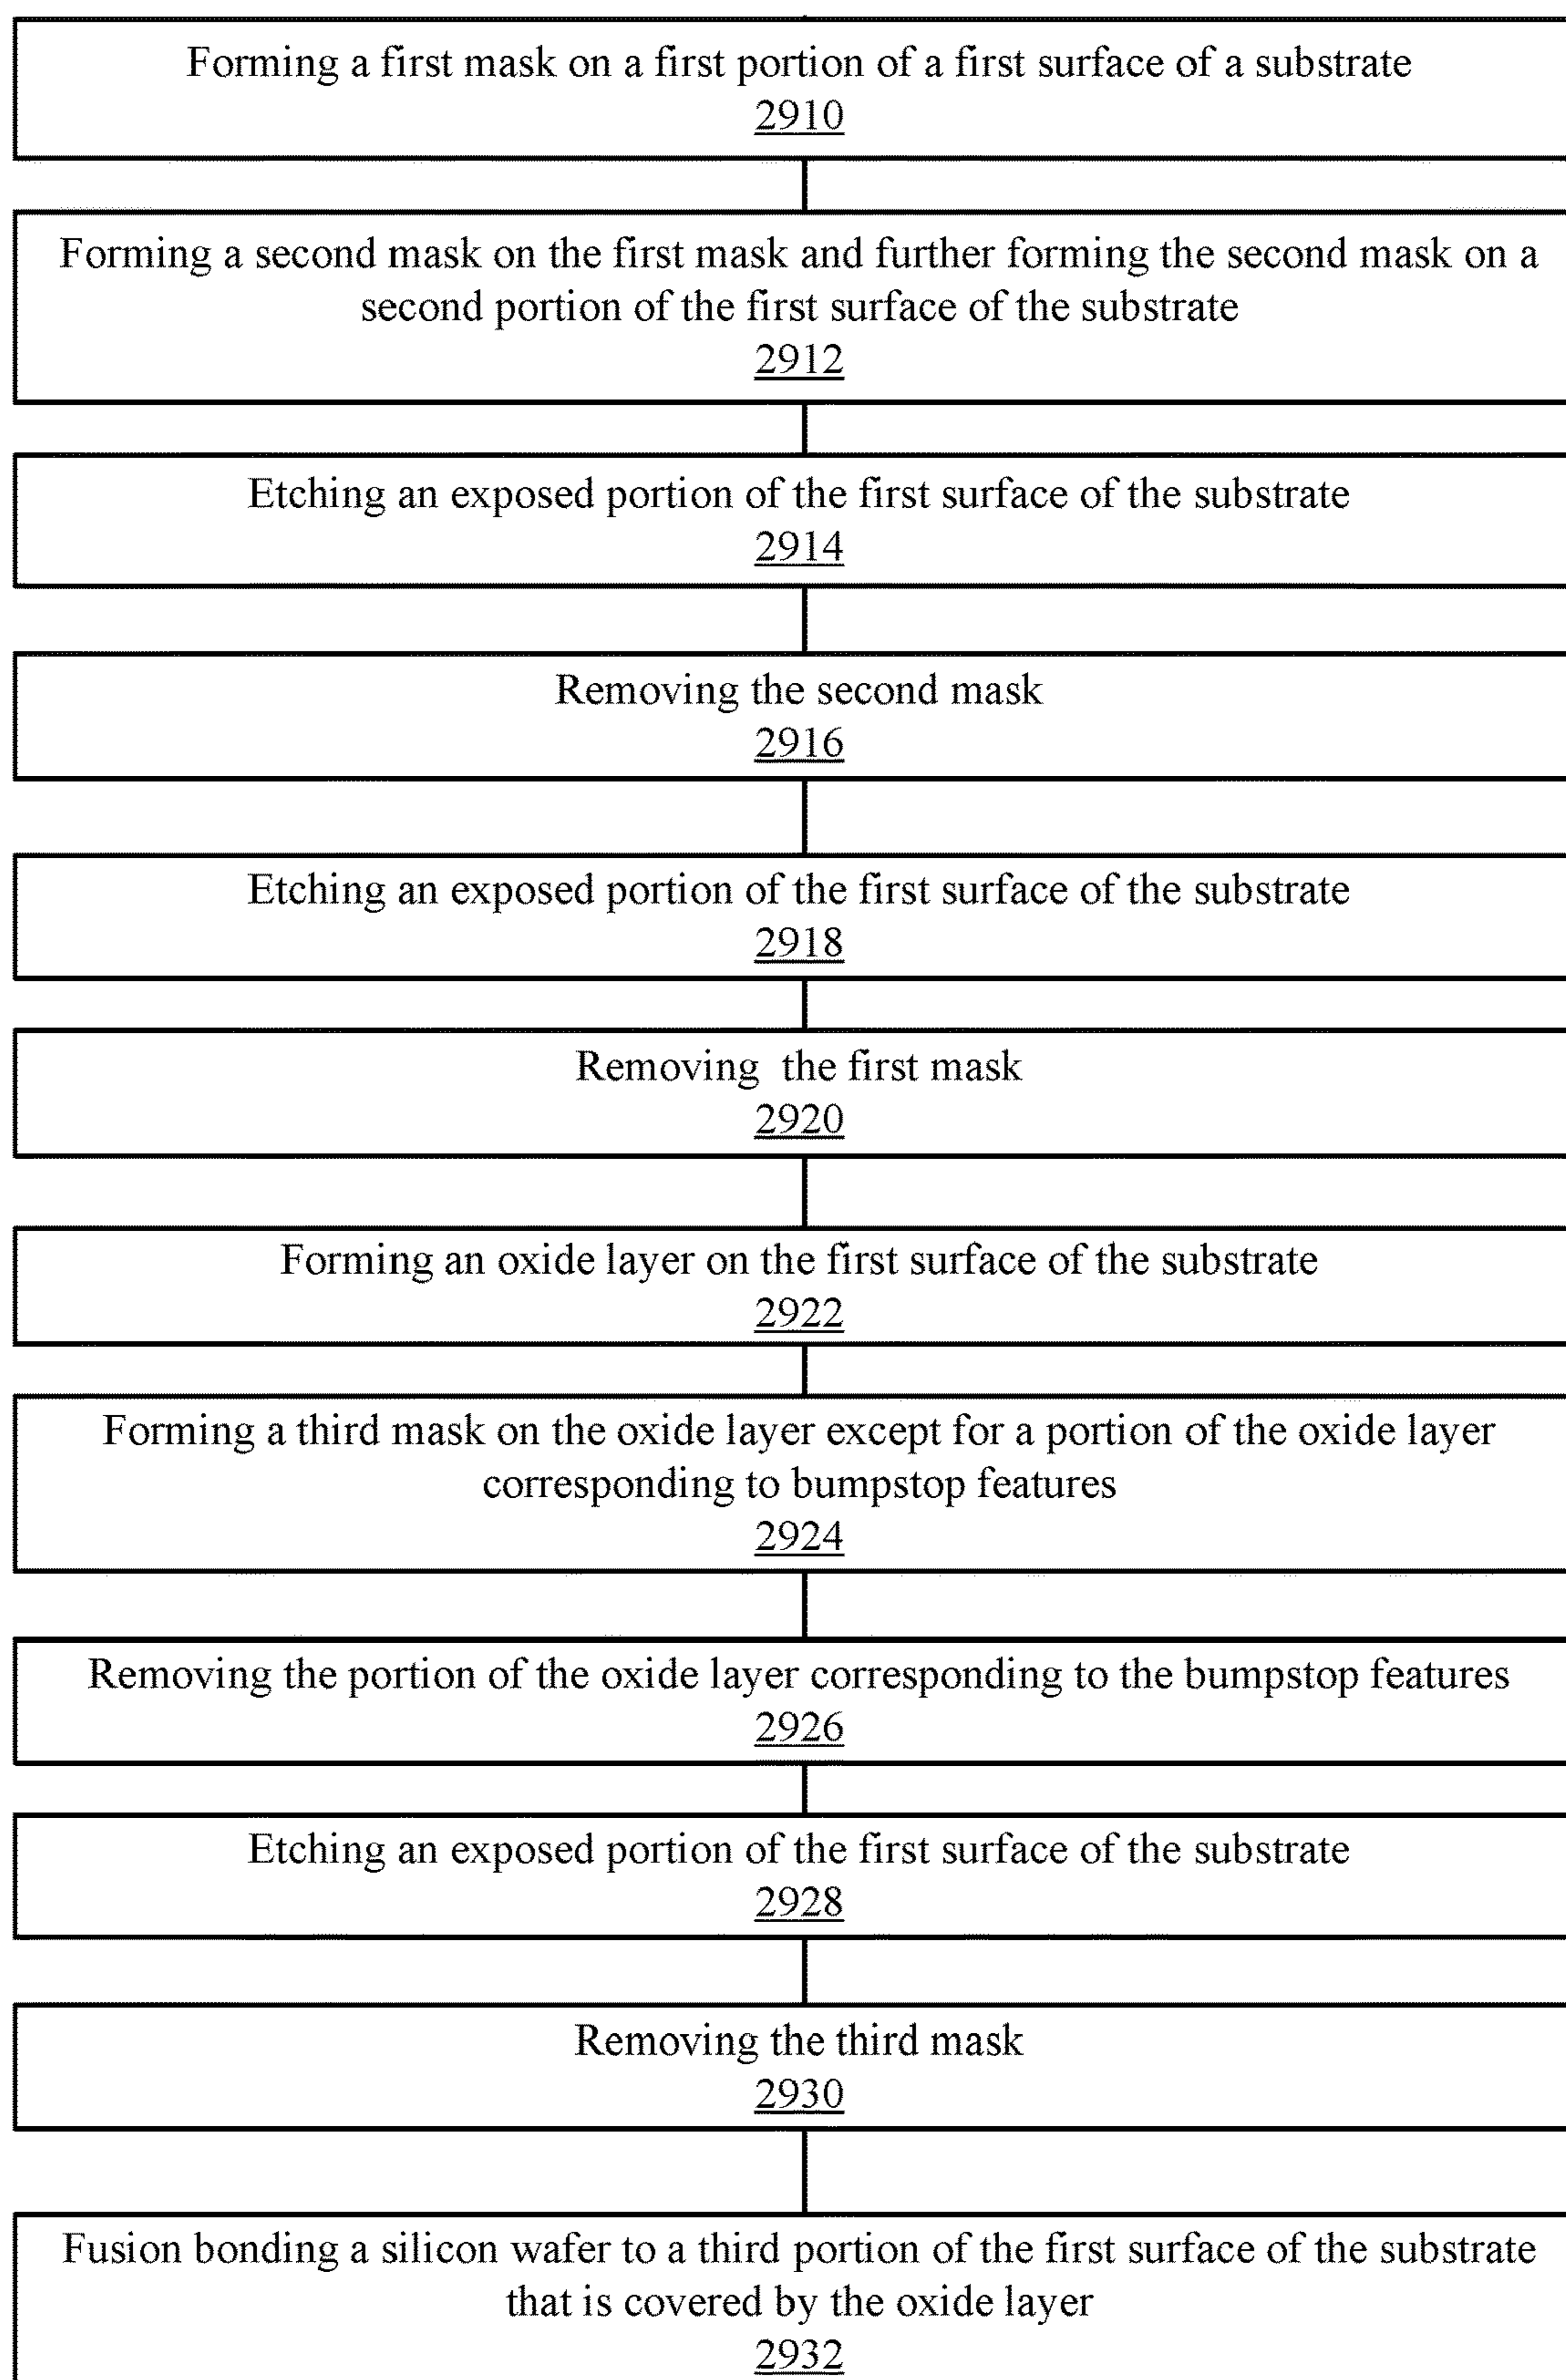 Forming a first mask on a first portion of a first surface of a substrate
2910
Forming a second mask on the first mask and further forming the second mask on a
second portion of the first surface of the substrate
2912
Etching an exposed portion of the first surface of the substrate
2914
Removing the second mask
2916
Etching an exposed portion of the first surface of the substrate
2918
Removing the first mask
2920
Forming an oxide layer on the first surface of the substrate
2922
Forming a third mask on the oxide layer except for a portion of the oxide layer
corresponding to bumpstop features
2924
Removing the portion of the oxide layer corresponding to the bumpstop features
2926
Etching an exposed portion of the first surface of the substrate
2928
Removing the third mask
2930
Fusion bonding a silicon wafer to a third portion of the first surface of the substrate
that is covered by the oxide layer
2932